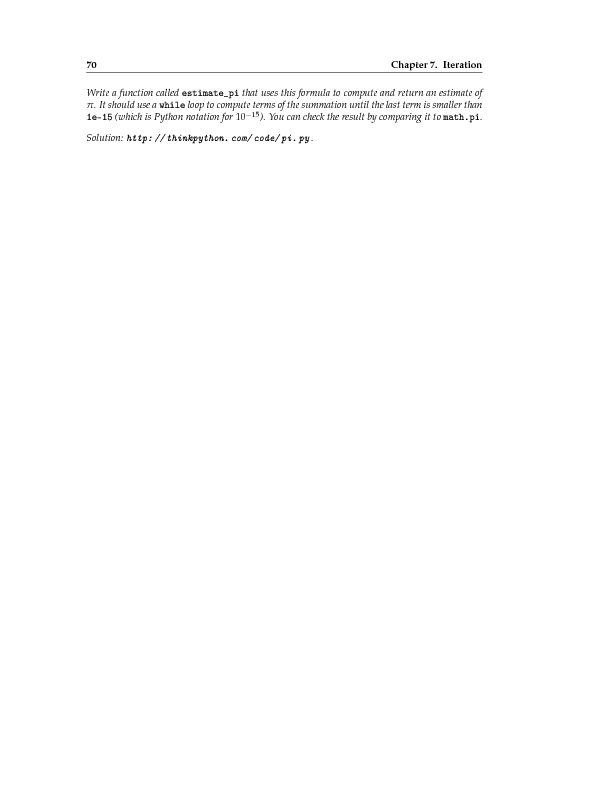 70 Chapter 7. Iteration
Write a function called estimate_pi that uses this formula to compute and return an estimate of
π. It should use a while loop to compute terms of the summation until the last term is smaller than
1e-15 (which is Python notation for 10⁻¹⁵). You can check the result by comparing it to math.pi.
Solution: http://thinkpython.com/code/pi.py.